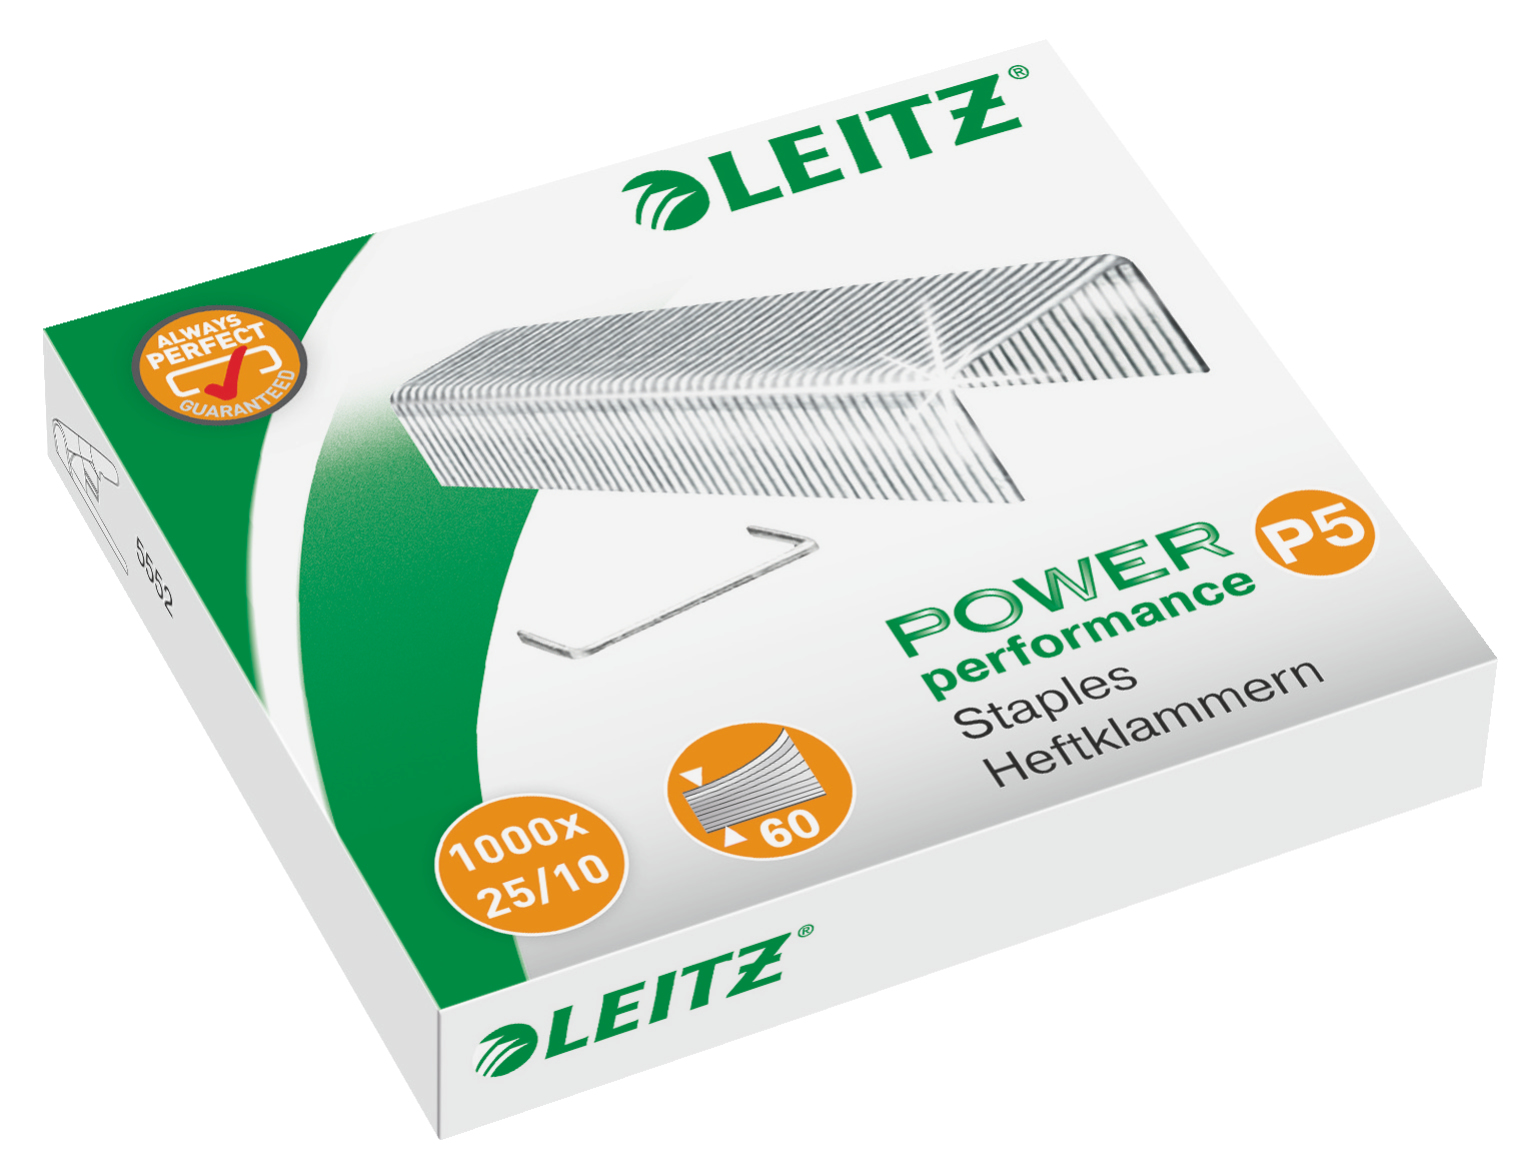 LEITZ®
ALWAYS
PERFECT
GUARANTEED
5552
POWER
P5
performance
Staples
Heftklammern
60
1000x
25/10
LEITZ®